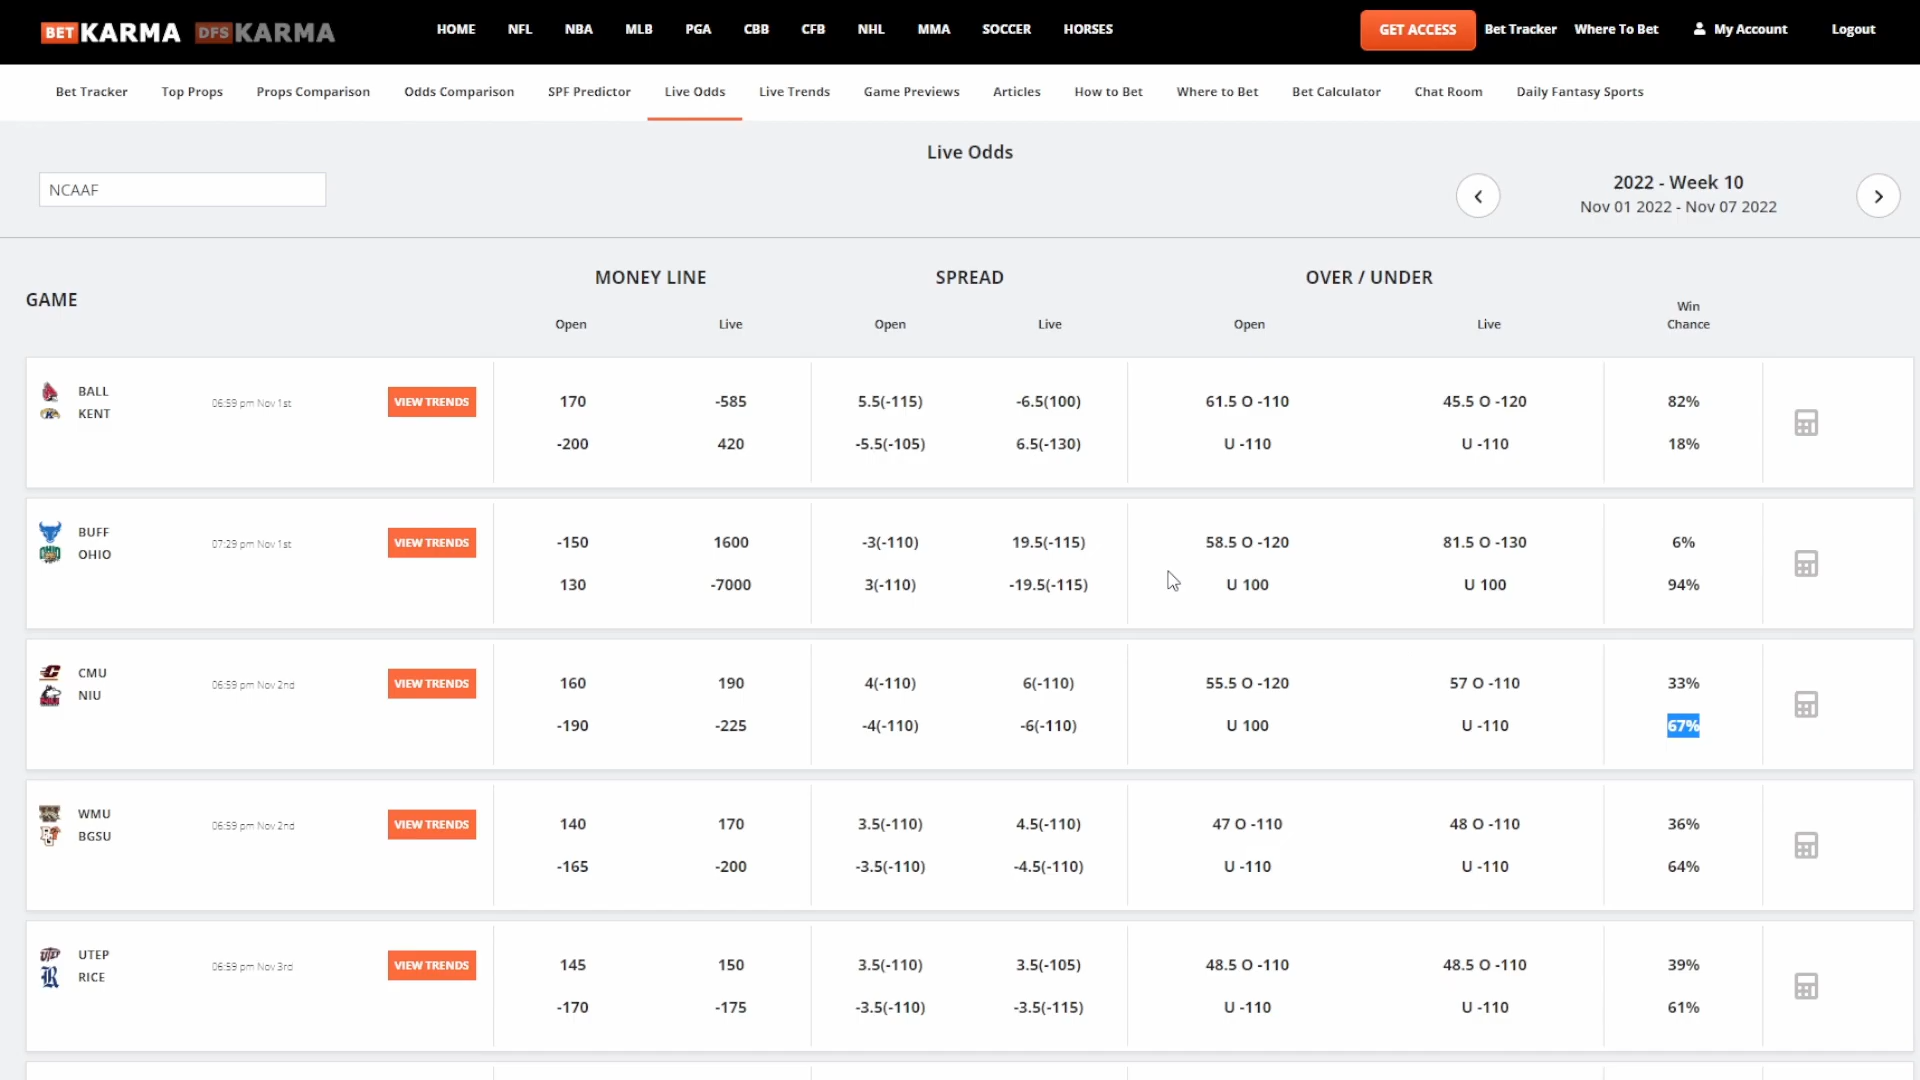 BET KARMA DFS KARMA HOME NFL NBA MLB PGA CBB CFB NHL MMA SOCCER HORSES GET ACCESS Bet Tracker Where To Bet My Account Logout
Bet Tracker Top Props Props Comparison Odds Comparison SPF Predictor Live Odds Live Trends Game Previews Articles How to Bet Where to Bet Bet Calculator Chat Room Daily Fantasy Sports
Live Odds
NCAAF
2022 - Week 10
Nov 01 2022 - Nov 07 2022
GAME
MONEY LINE SPREAD OVER / UNDER
Win
Chance
Open Live Open Live Open Live
BALL
KENT
06:59 pm Nov 1st VIEW TRENDS
170 -585 5.5(-115) -6.5(100) 61.5 O -110 45.5 O -120 82%
-200 420 -5.5(-105) 6.5(-130) U -110 U -110 18%
BUFF
OHIO
07:29 pm Nov 1st VIEW TRENDS
-150 1600 -3(-110) 19.5(-115) 58.5 O -120 81.5 O -130 6%
130 -7000 3(-110) -19.5(-115) U 100 U 100 94%
CMU
NIU
06:59 pm Nov 2nd VIEW TRENDS
160 190 4(-110) 6(-110) 55.5 O -120 57 O -110 33%
-190 -225 -4(-110) -6(-110) U 100 U -110 67%
WMU
BGSU
06:59 pm Nov 2nd VIEW TRENDS
140 170 3.5(-110) 4.5(-110) 47 O -110 48 O -110 36%
-165 -200 -3.5(-110) -4.5(-110) U -110 U -110 64%
UTEP
RICE
06:59 pm Nov 3rd VIEW TRENDS
145 150 3.5(-110) 3.5(-105) 48.5 O -110 48.5 O -110 39%
-170 -175 -3.5(-110) -3.5(-115) U -110 U -110 61%